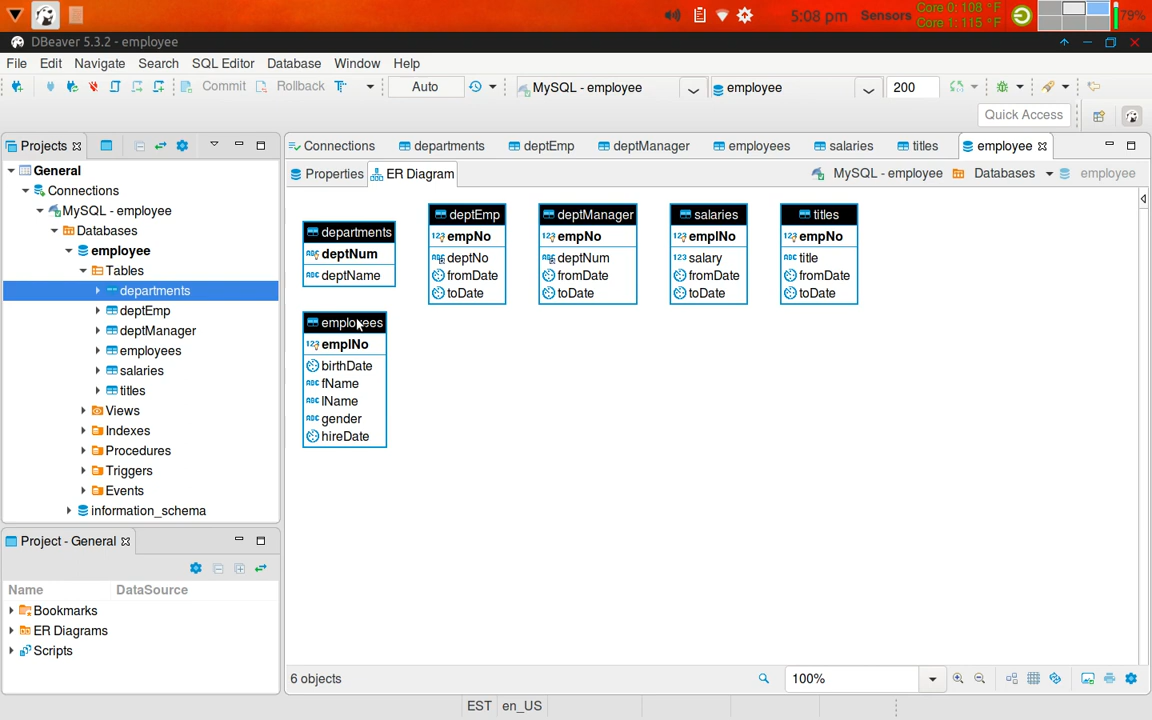 5:08 pm Sensors Core 0: 108 °F
Core 1: 115 °F
79%
DBeaver 5.3.2 - employee
File Edit Navigate Search SQL Editor Database Window Help
Commit Rollback Auto MySQL - employee employee 200
Quick Access
Projects
Connections departments deptEmp deptManager employees salaries titles employee
General
Connections
MySQL - employee
Databases
employee
Tables
departments
deptEmp
deptManager
employees
salaries
titles
Views
Indexes
Procedures
Triggers
Events
information_schema
Properties ER Diagram MySQL - employee Databases employee
departments
deptNum
deptName
deptEmp
empNo
deptNo
fromDate
toDate
deptManager
empNo
deptNum
fromDate
toDate
salaries
emplNo
salary
fromDate
toDate
titles
empNo
title
fromDate
toDate
employees
emplNo
birthDate
fName
lName
gender
hireDate
Project - General
Name DataSource
Bookmarks
ER Diagrams
Scripts
6 objects 100%
EST en_US